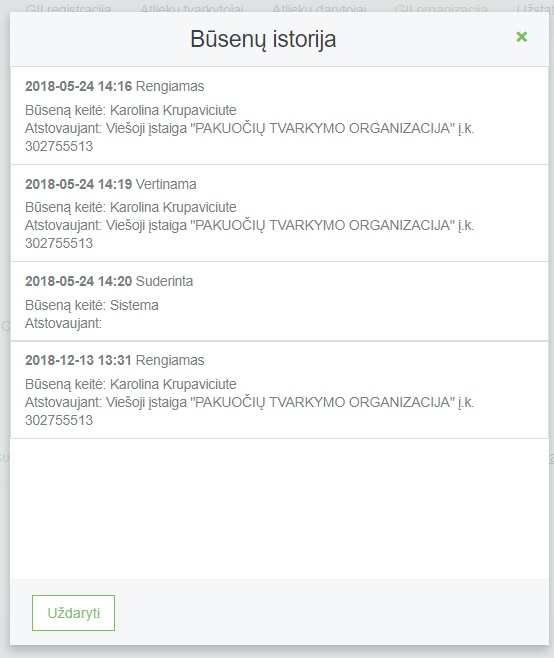 GII registracija Atliekų tvarkytojai Atliekų darytojai GII organizacija Užstat
Būsenų istorija
×
2018-05-24 14:16 Rengiamas
Būseną keitė: Karolina Krupaviciute
Atstovaujant: Viešoji įstaiga "PAKUOČIŲ TVARKYMO ORGANIZACIJA" į.k.
302755513
2018-05-24 14:19 Vertinama
Būseną keitė: Karolina Krupaviciute
Atstovaujant: Viešoji įstaiga "PAKUOČIŲ TVARKYMO ORGANIZACIJA" į.k.
302755513
2018-05-24 14:20 Suderinta
Būseną keitė: Sistema
Atstovaujant:
2018-12-13 13:31 Rengiamas
Būseną keitė: Karolina Krupaviciute
Atstovaujant: Viešoji įstaiga "PAKUOČIŲ TVARKYMO ORGANIZACIJA" į.k.
302755513
Uždaryti